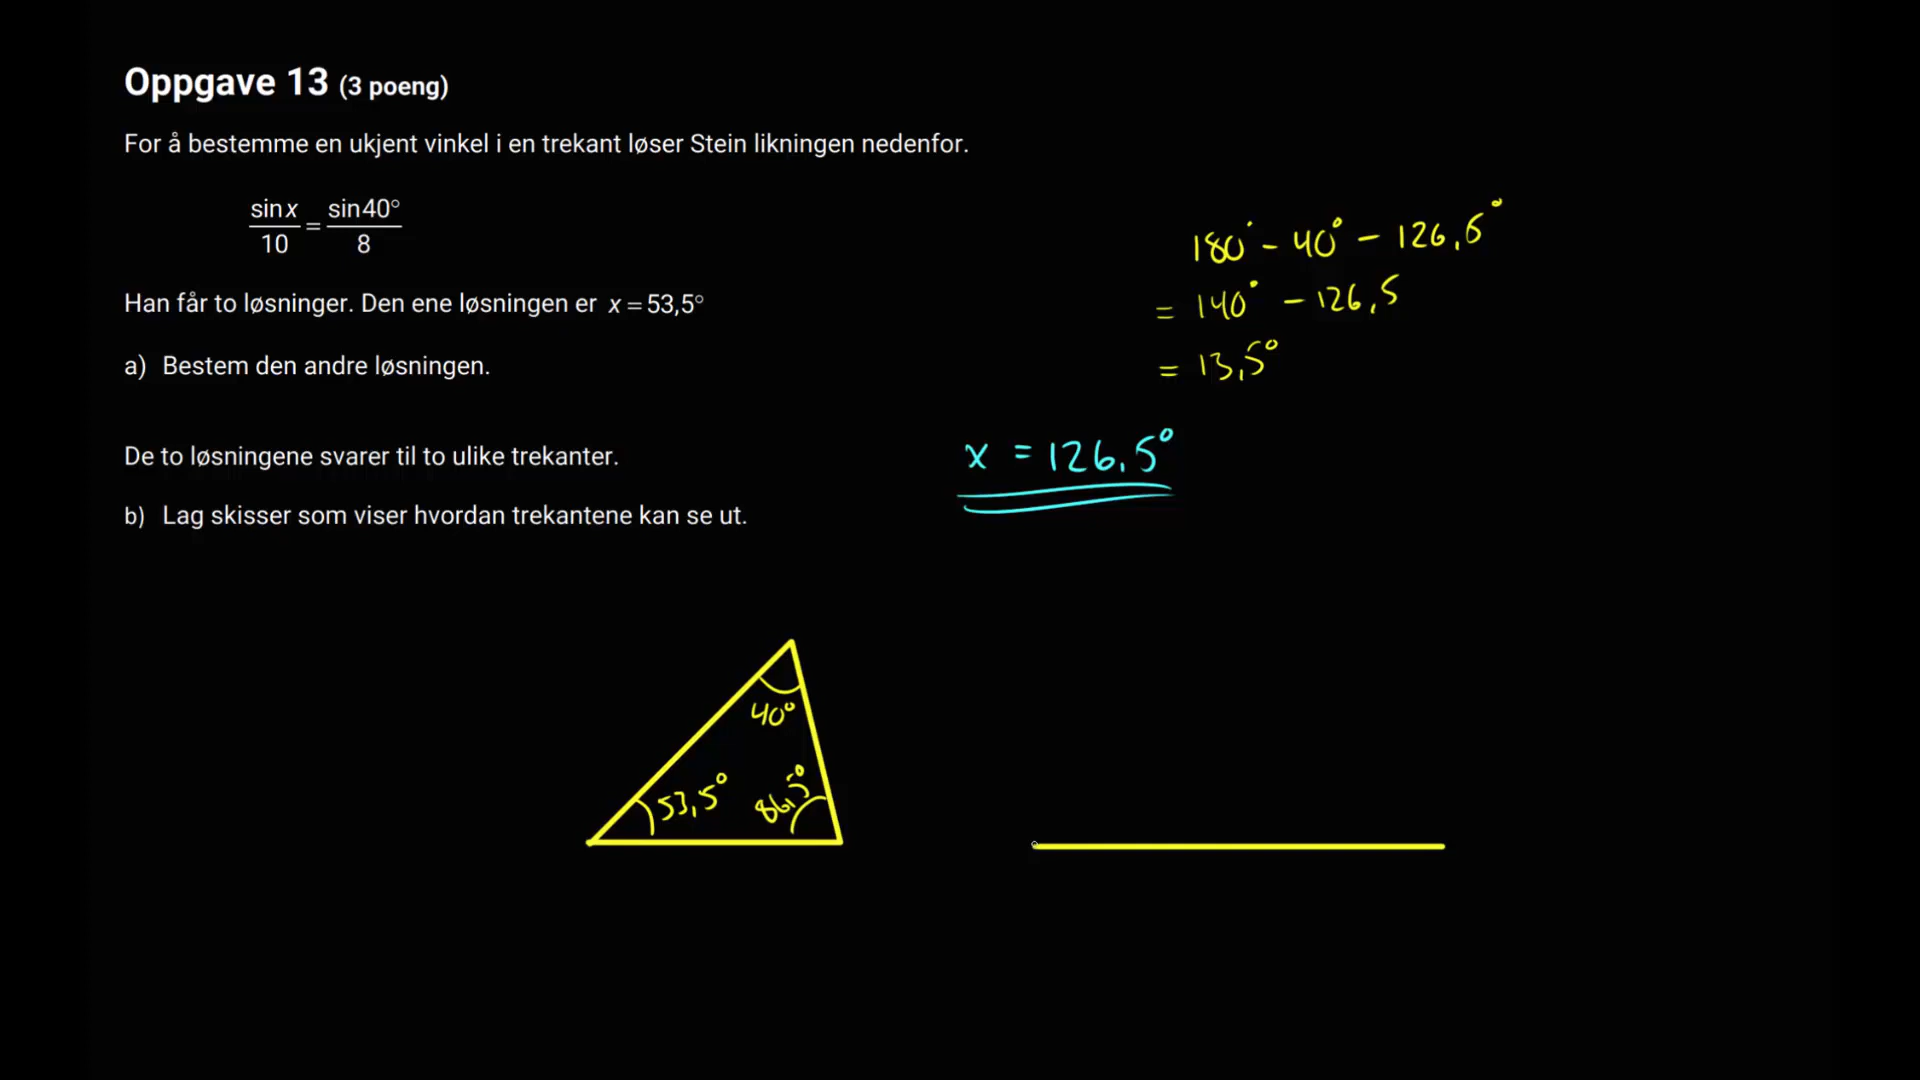 Oppgave 13 (3 poeng)
For å bestemme en ukjent vinkel i en trekant løser Stein likningen nedenfor.
sin x / 10 = sin 40° / 8
Han får to løsninger. Den ene løsningen er x = 53,5°
a) Bestem den andre løsningen.
De to løsningene svarer til to ulike trekanter.
b) Lag skisser som viser hvordan trekantene kan se ut.
180° - 40° - 126,5°
= 140° - 126,5
= 13,5°
x = 126,5°
40°
53,5°
86,5°